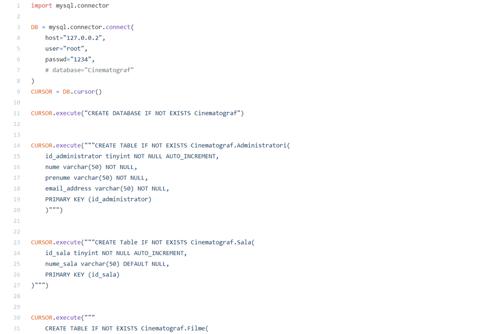 1 import mysql.connector
2
3 DB = mysql.connector.connect(
4 host="127.0.0.2",
5 user="root",
6 passwd="1234",
7 # database="Cinematograf"
8 )
9 CURSOR = DB.cursor()
10
11 CURSOR.execute("CREATE DATABASE IF NOT EXISTS Cinematograf")
12
13
14 CURSOR.execute("""CREATE TABLE IF NOT EXISTS Cinematograf.Administratori(
15 id_administrator tinyint NOT NULL AUTO_INCREMENT,
16 nume varchar(50) NOT NULL,
17 prenume varchar(50) NOT NULL,
18 email_address varchar(50) NOT NULL,
19 PRIMARY KEY (id_administrator)
20 )""")
21
22
23 CURSOR.execute("""CREATE Table IF NOT EXISTS Cinematograf.Sala(
24 id_sala tinyint NOT NULL AUTO_INCREMENT,
25 nume_sala varchar(50) DEFAULT NULL,
26 PRIMARY KEY (id_sala)
27 )""")
28
29
30 CURSOR.execute("""
31 CREATE TABLE IF NOT EXISTS Cinematograf.Filme(